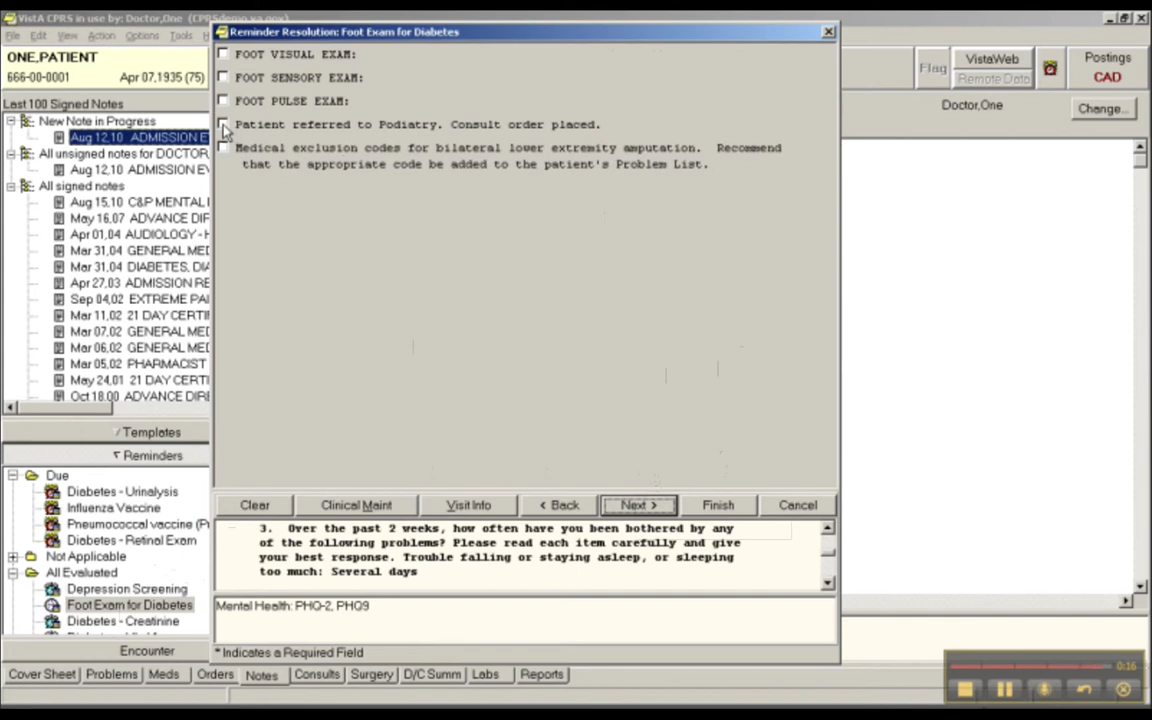 VistA CPRS in use by: Doctor,One (CPRSdemo.va.gov)
File Edit View Action Options Tools
ONE,PATIENT
666-00-0001 Apr 07,1935 (75)
Flag
VistaWeb
Remote Data
Postings
CAD
Doctor,One
Change...
Last 100 Signed Notes
New Note in Progress
Aug 12,10 ADMISSION E
All unsigned notes for DOCTOR,
Aug 12,10 ADMISSION EV
All signed notes
Aug 15,10 C&P MENTAL I
May 16,07 ADVANCE DIF
Apr 01,04 AUDIOLOGY - H
Mar 31,04 GENERAL MED
Mar 31,04 DIABETES, DIA
Apr 27,03 ADMISSION RE
Sep 04,02 EXTREME PAI
Mar 11,02 21 DAY CERTI
Mar 07,02 GENERAL MED
Mar 06,02 GENERAL MED
Mar 05,02 PHARMACIST
May 24,01 21 DAY CERTI
Oct 18,00 ADVANCE DIRE
Templates
Reminders
Due
Diabetes - Urinalysis
Influenza Vaccine
Pneumococcal vaccine (P
Diabetes - Retinal Exam
Not Applicable
All Evaluated
Depression Screening
Foot Exam for Diabetes
Diabetes - Creatinine
Encounter
Reminder Resolution: Foot Exam for Diabetes
FOOT VISUAL EXAM:
FOOT SENSORY EXAM:
FOOT PULSE EXAM:
Patient referred to Podiatry. Consult order placed.
Medical exclusion codes for bilateral lower extremity amputation. Recommend
that the appropriate code be added to the patient's Problem List.
Clear Clinical Maint Visit Info < Back Next > Finish Cancel
3. Over the past 2 weeks, how often have you been bothered by any
of the following problems? Please read each item carefully and give
your best response. Trouble falling or staying asleep, or sleeping
too much: Several days
Mental Health: PHQ-2, PHQ9
* Indicates a Required Field
Cover Sheet Problems Meds Orders Notes Consults Surgery D/C Summ Labs Reports
0:16